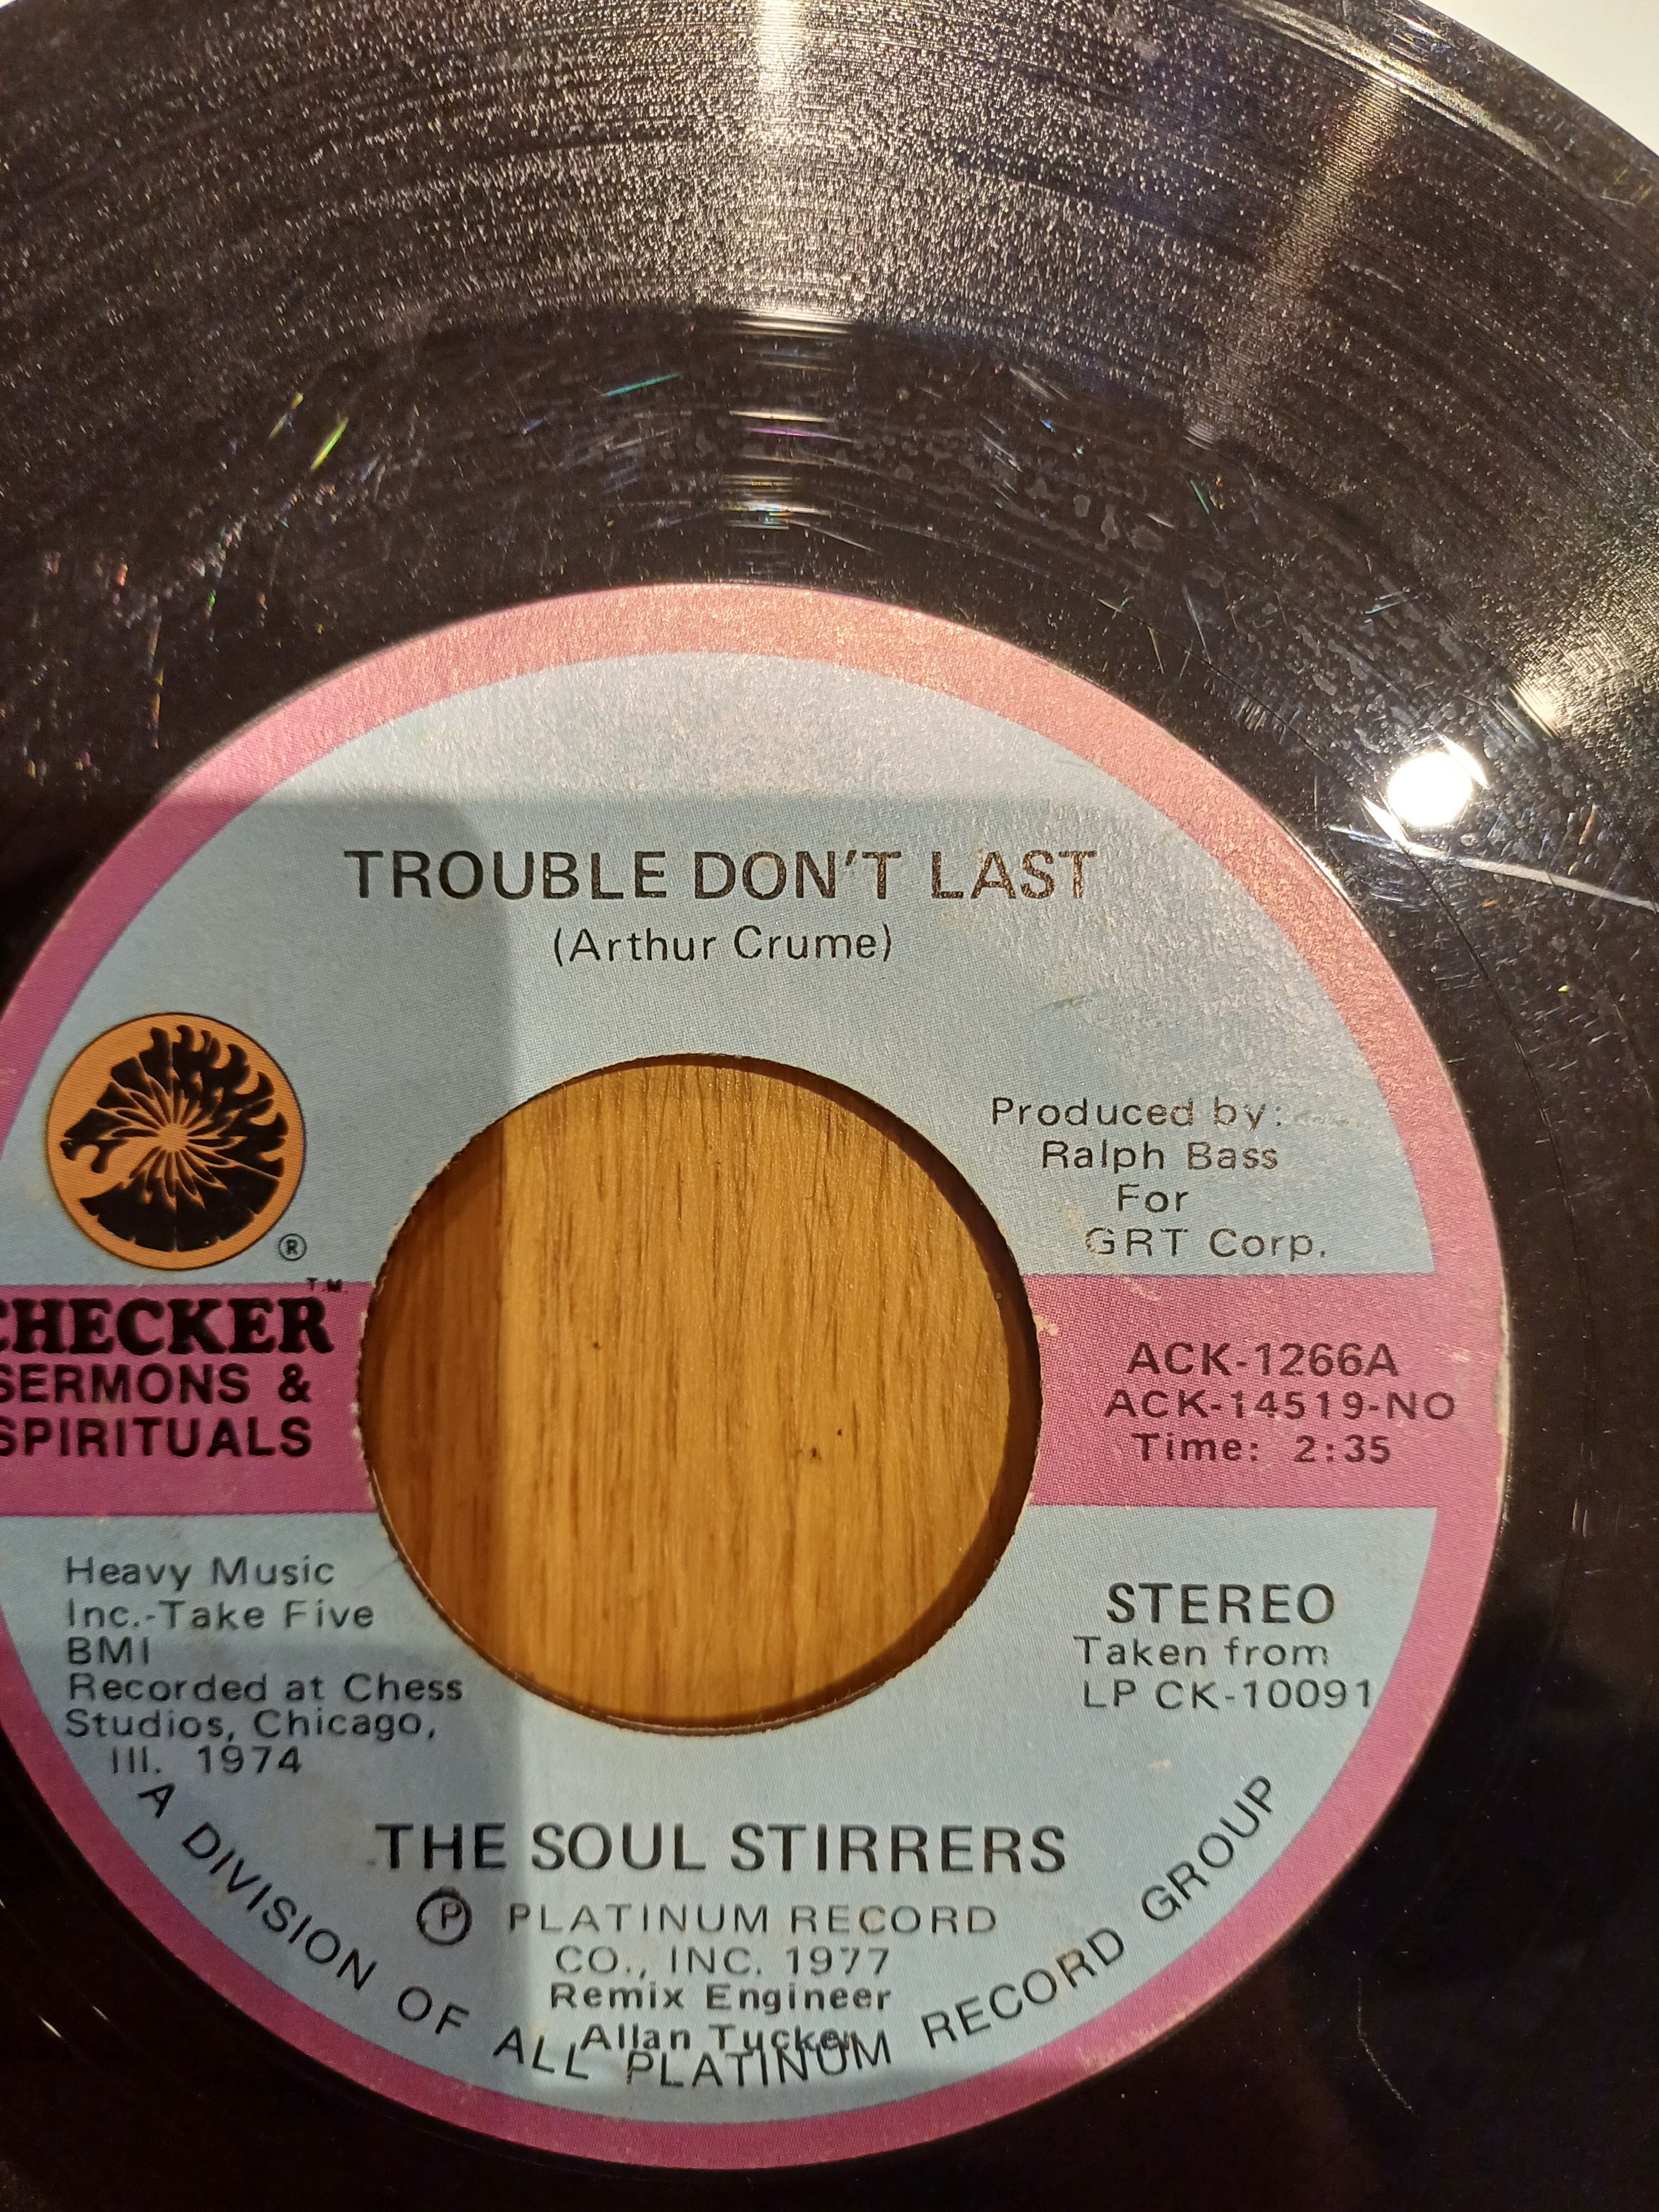 TROUBLE DON'T LAST
(Arthur Crume)
Produced by:
Ralph Bass
For
GRT Corp.
®
TM
CHECKER
SERMONS &
SPIRITUALS
ACK-1266A
ACK-14519-NO
Time: 2:35
Heavy Music
Inc.-Take Five
BMI
Recorded at Chess
Studios, Chicago,
Ill. 1974
STEREO
Taken from
LP CK-10091
THE SOUL STIRRERS
Ⓟ PLATINUM RECORD
CO., INC. 1977
Remix Engineer
Allan Tucker
A DIVISION OF ALL PLATINUM RECORD GROUP